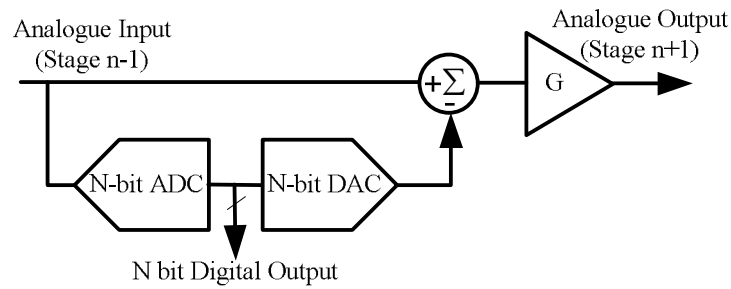 Analogue Input
(Stage n-1)
Analogue Output
(Stage n+1)
+Σ
-
G
N-bit ADC
N-bit DAC
N bit Digital Output